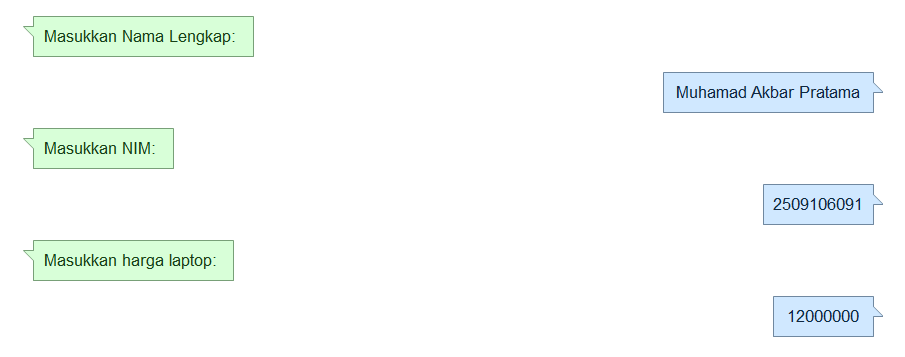 Masukkan Nama Lengkap:
Muhamad Akbar Pratama
Masukkan NIM:
2509106091
Masukkan harga laptop:
12000000